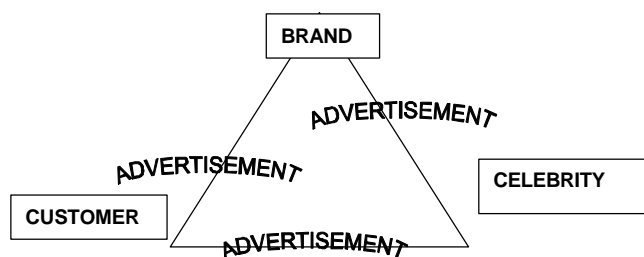 BRAND
ADVERTISEMENT
ADVERTISEMENT
CELEBRITY
CUSTOMER
ADVERTISEMENT